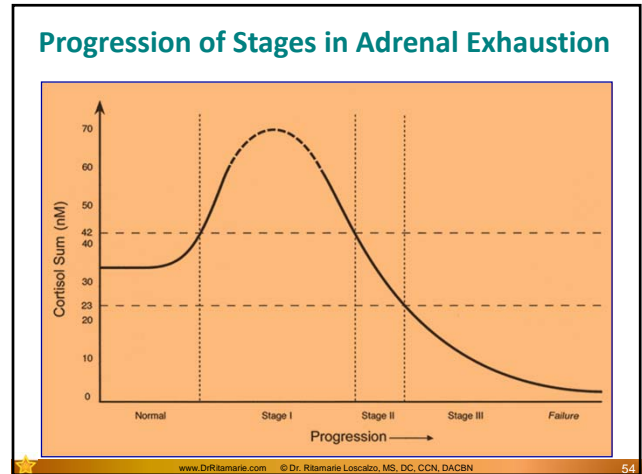 Progression of Stages in Adrenal Exhaustion
Cortisol Sum (nM)
70
60
50
42
40
30
23
20
10
0
Normal Stage I Stage II Stage III Failure
Progression
www.DrRitamarie.com © Dr. Ritamarie Loscalzo, MS, DC, CCN, DACBN 54